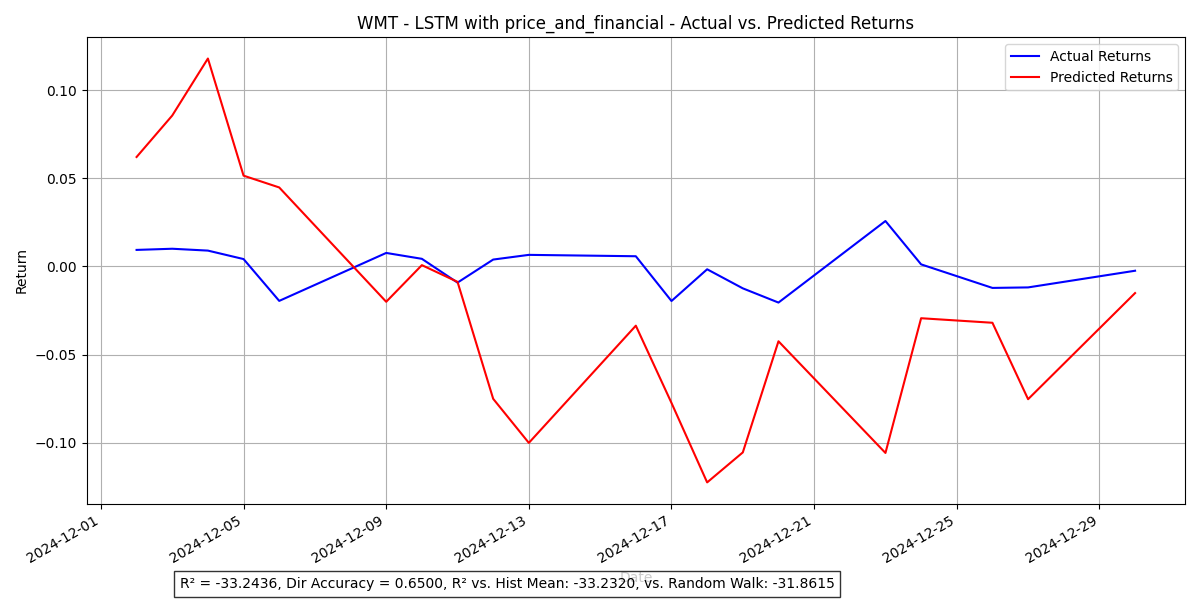 WMT - LSTM with price_and_financial - Actual vs. Predicted Returns
Actual Returns
Predicted Returns
0.10
0.05
0.00
−0.05
−0.10
Return
2024-12-01
2024-12-05
2024-12-09
2024-12-13
2024-12-17
2024-12-21
2024-12-25
2024-12-29
Date
R² = -33.2436, Dir Accuracy = 0.6500, R² vs. Hist Mean: -33.2320, vs. Random Walk: -31.8615